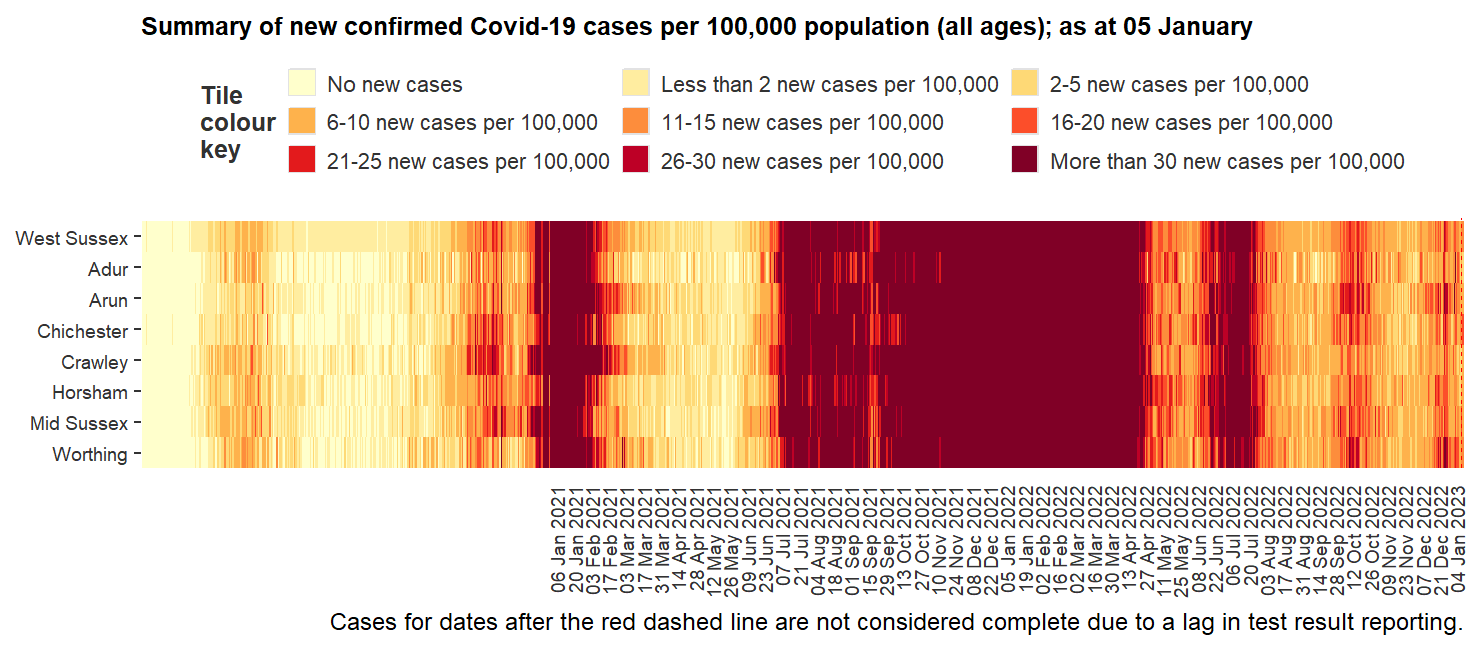 Summary of new confirmed Covid-19 cases per 100,000 population (all ages); as at 05 January
Tile
colour
key
No new cases
Less than 2 new cases per 100,000
2-5 new cases per 100,000
6-10 new cases per 100,000
11-15 new cases per 100,000
16-20 new cases per 100,000
21-25 new cases per 100,000
26-30 new cases per 100,000
More than 30 new cases per 100,000
West Sussex
Adur
Arun
Chichester
Crawley
Horsham
Mid Sussex
Worthing
06 Jan 2021
20 Jan 2021
03 Feb 2021
17 Feb 2021
03 Mar 2021
17 Mar 2021
31 Mar 2021
14 Apr 2021
28 Apr 2021
12 May 2021
26 May 2021
09 Jun 2021
23 Jun 2021
07 Jul 2021
21 Jul 2021
04 Aug 2021
18 Aug 2021
01 Sep 2021
15 Sep 2021
29 Sep 2021
13 Oct 2021
27 Oct 2021
10 Nov 2021
24 Nov 2021
08 Dec 2021
22 Dec 2021
05 Jan 2022
19 Jan 2022
02 Feb 2022
16 Feb 2022
02 Mar 2022
16 Mar 2022
30 Mar 2022
13 Apr 2022
27 Apr 2022
11 May 2022
25 May 2022
08 Jun 2022
22 Jun 2022
06 Jul 2022
20 Jul 2022
03 Aug 2022
17 Aug 2022
31 Aug 2022
14 Sep 2022
28 Sep 2022
12 Oct 2022
26 Oct 2022
09 Nov 2022
23 Nov 2022
07 Dec 2022
21 Dec 2022
04 Jan 2023
Cases for dates after the red dashed line are not considered complete due to a lag in test result reporting.